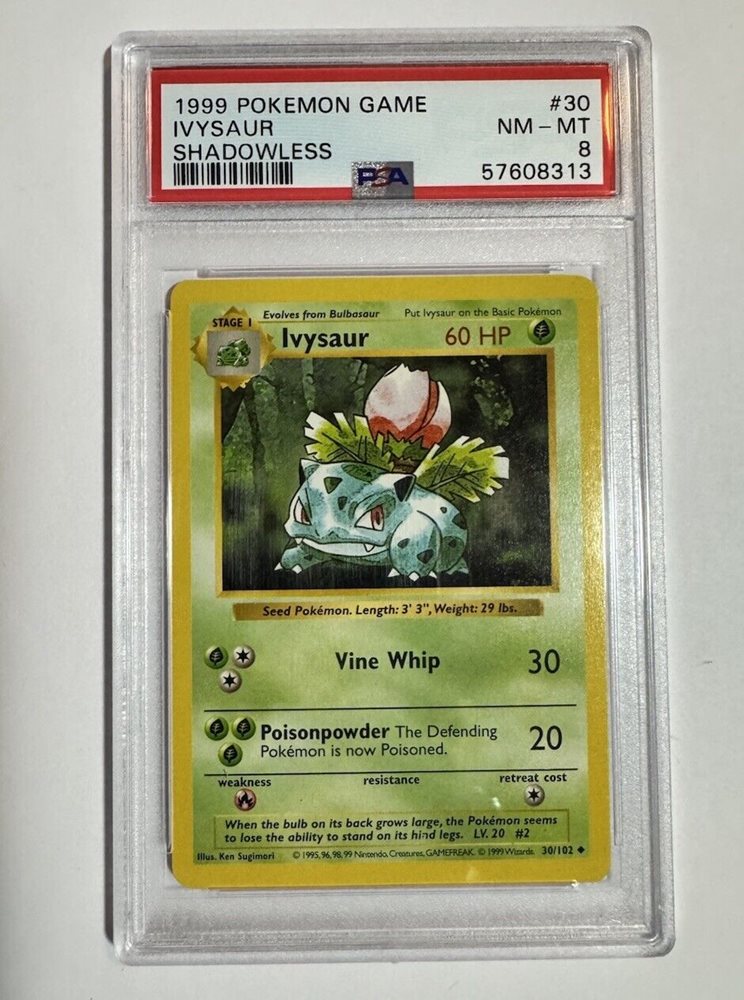 1999 POKEMON GAME #30
IVYSAUR NM - MT
SHADOWLESS 8
PSA 57608313
Evolves from Bulbasaur Put Ivysaur on the Basic Pokémon
STAGE 1
Ivysaur 60 HP
Seed Pokémon. Length: 3' 3", Weight: 29 lbs.
Vine Whip 30
Poisonpowder The Defending
Pokémon is now Poisoned. 20
weakness resistance retreat cost
When the bulb on its back grows large, the Pokémon seems
to lose the ability to stand on its hind legs. LV. 20 #2
Illus. Ken Sugimori © 1995, 96, 98, 99 Nintendo, Creatures, GAMEFREAK. © 1999 Wizards. 30/102